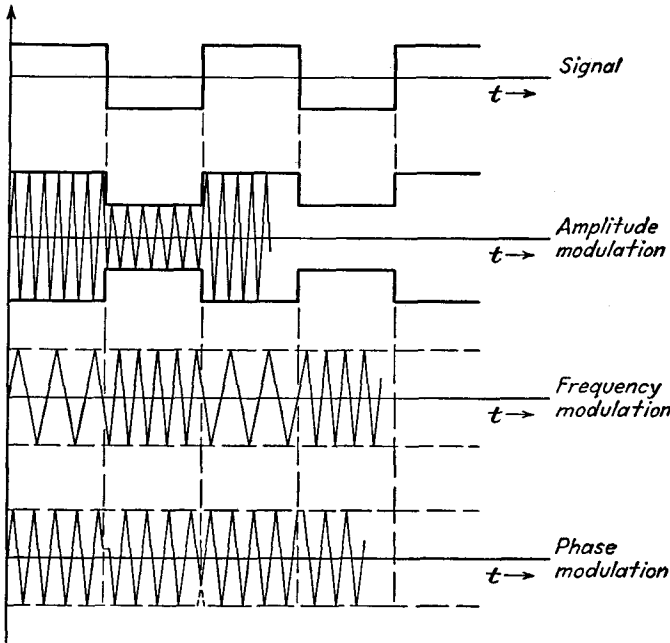 Signal
t→
Amplitude
modulation
t→
Frequency
modulation
t→
Phase
modulation
t→